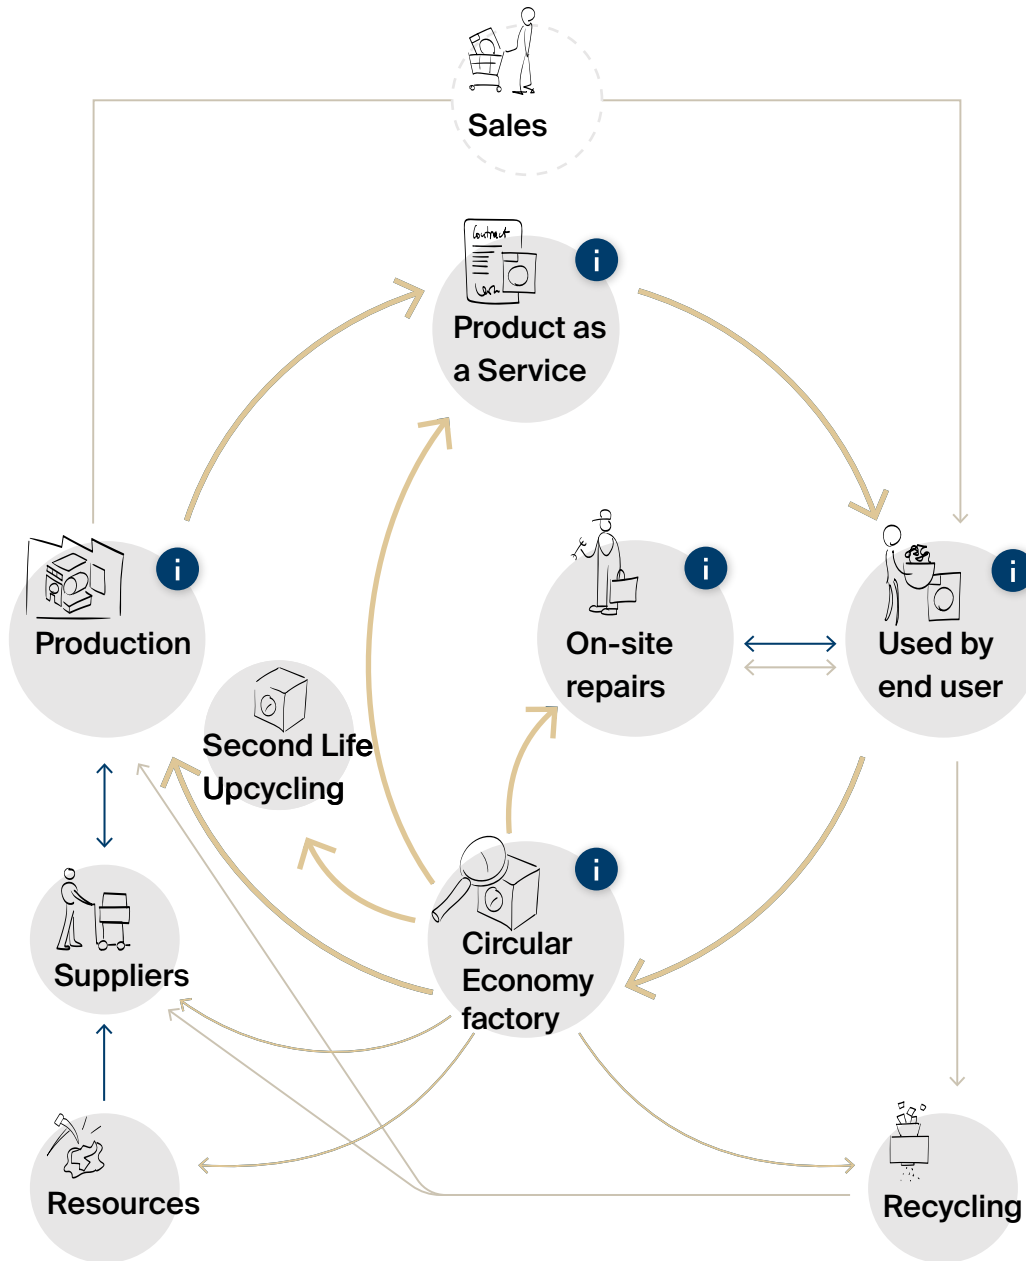 Sales
Contract
i
Product as
a Service
i
Production
i
On-site
repairs
i
Used by
end user
Second Life
Upcycling
i
Circular
Economy
factory
Suppliers
Resources
Recycling